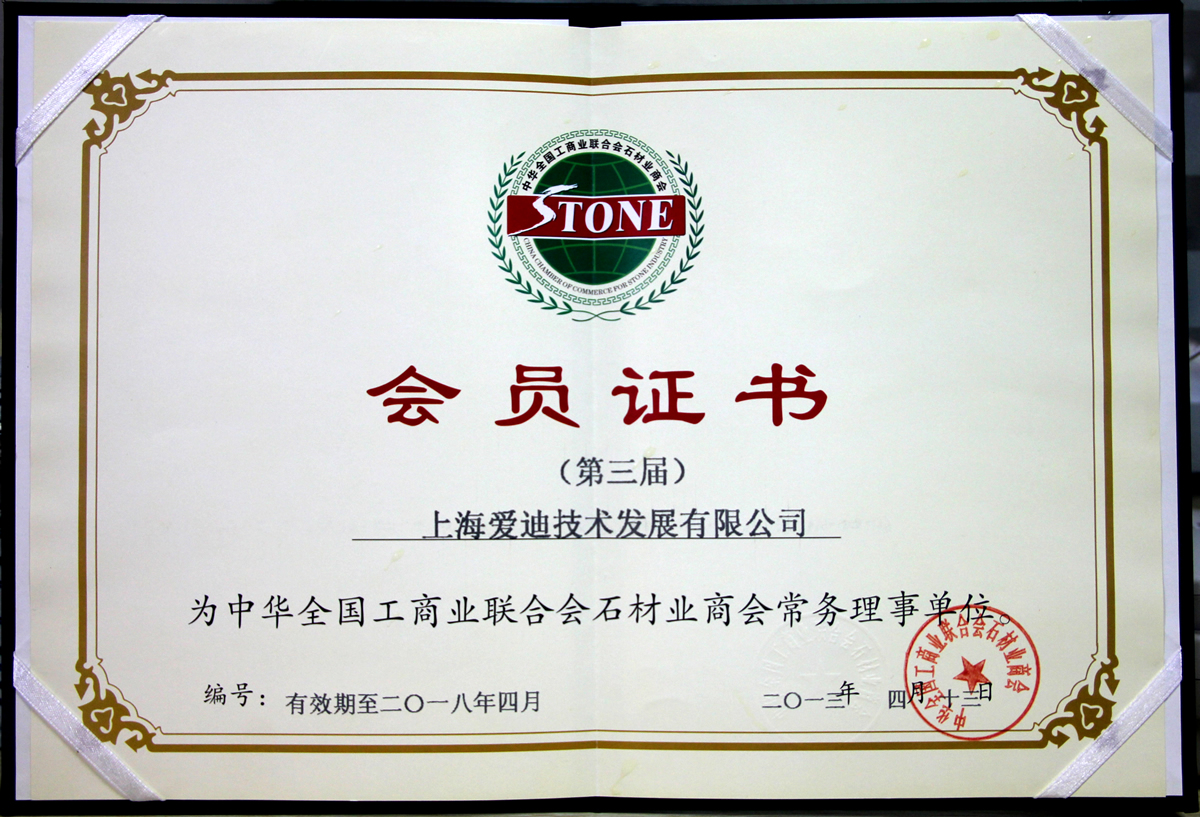 中华全国工商业联合会石材业商会
STONE
CHINA CHAMBER OF COMMERCE FOR STONE INDUSTRY
会员证书
（第三届）
上海爱迪技术发展有限公司
为中华全国工商业联合会石材业商会常务理事单位。
中华全国工商业联合会石材业商会
编号：有效期至二〇一八年四月
二〇一三年 四月十三日